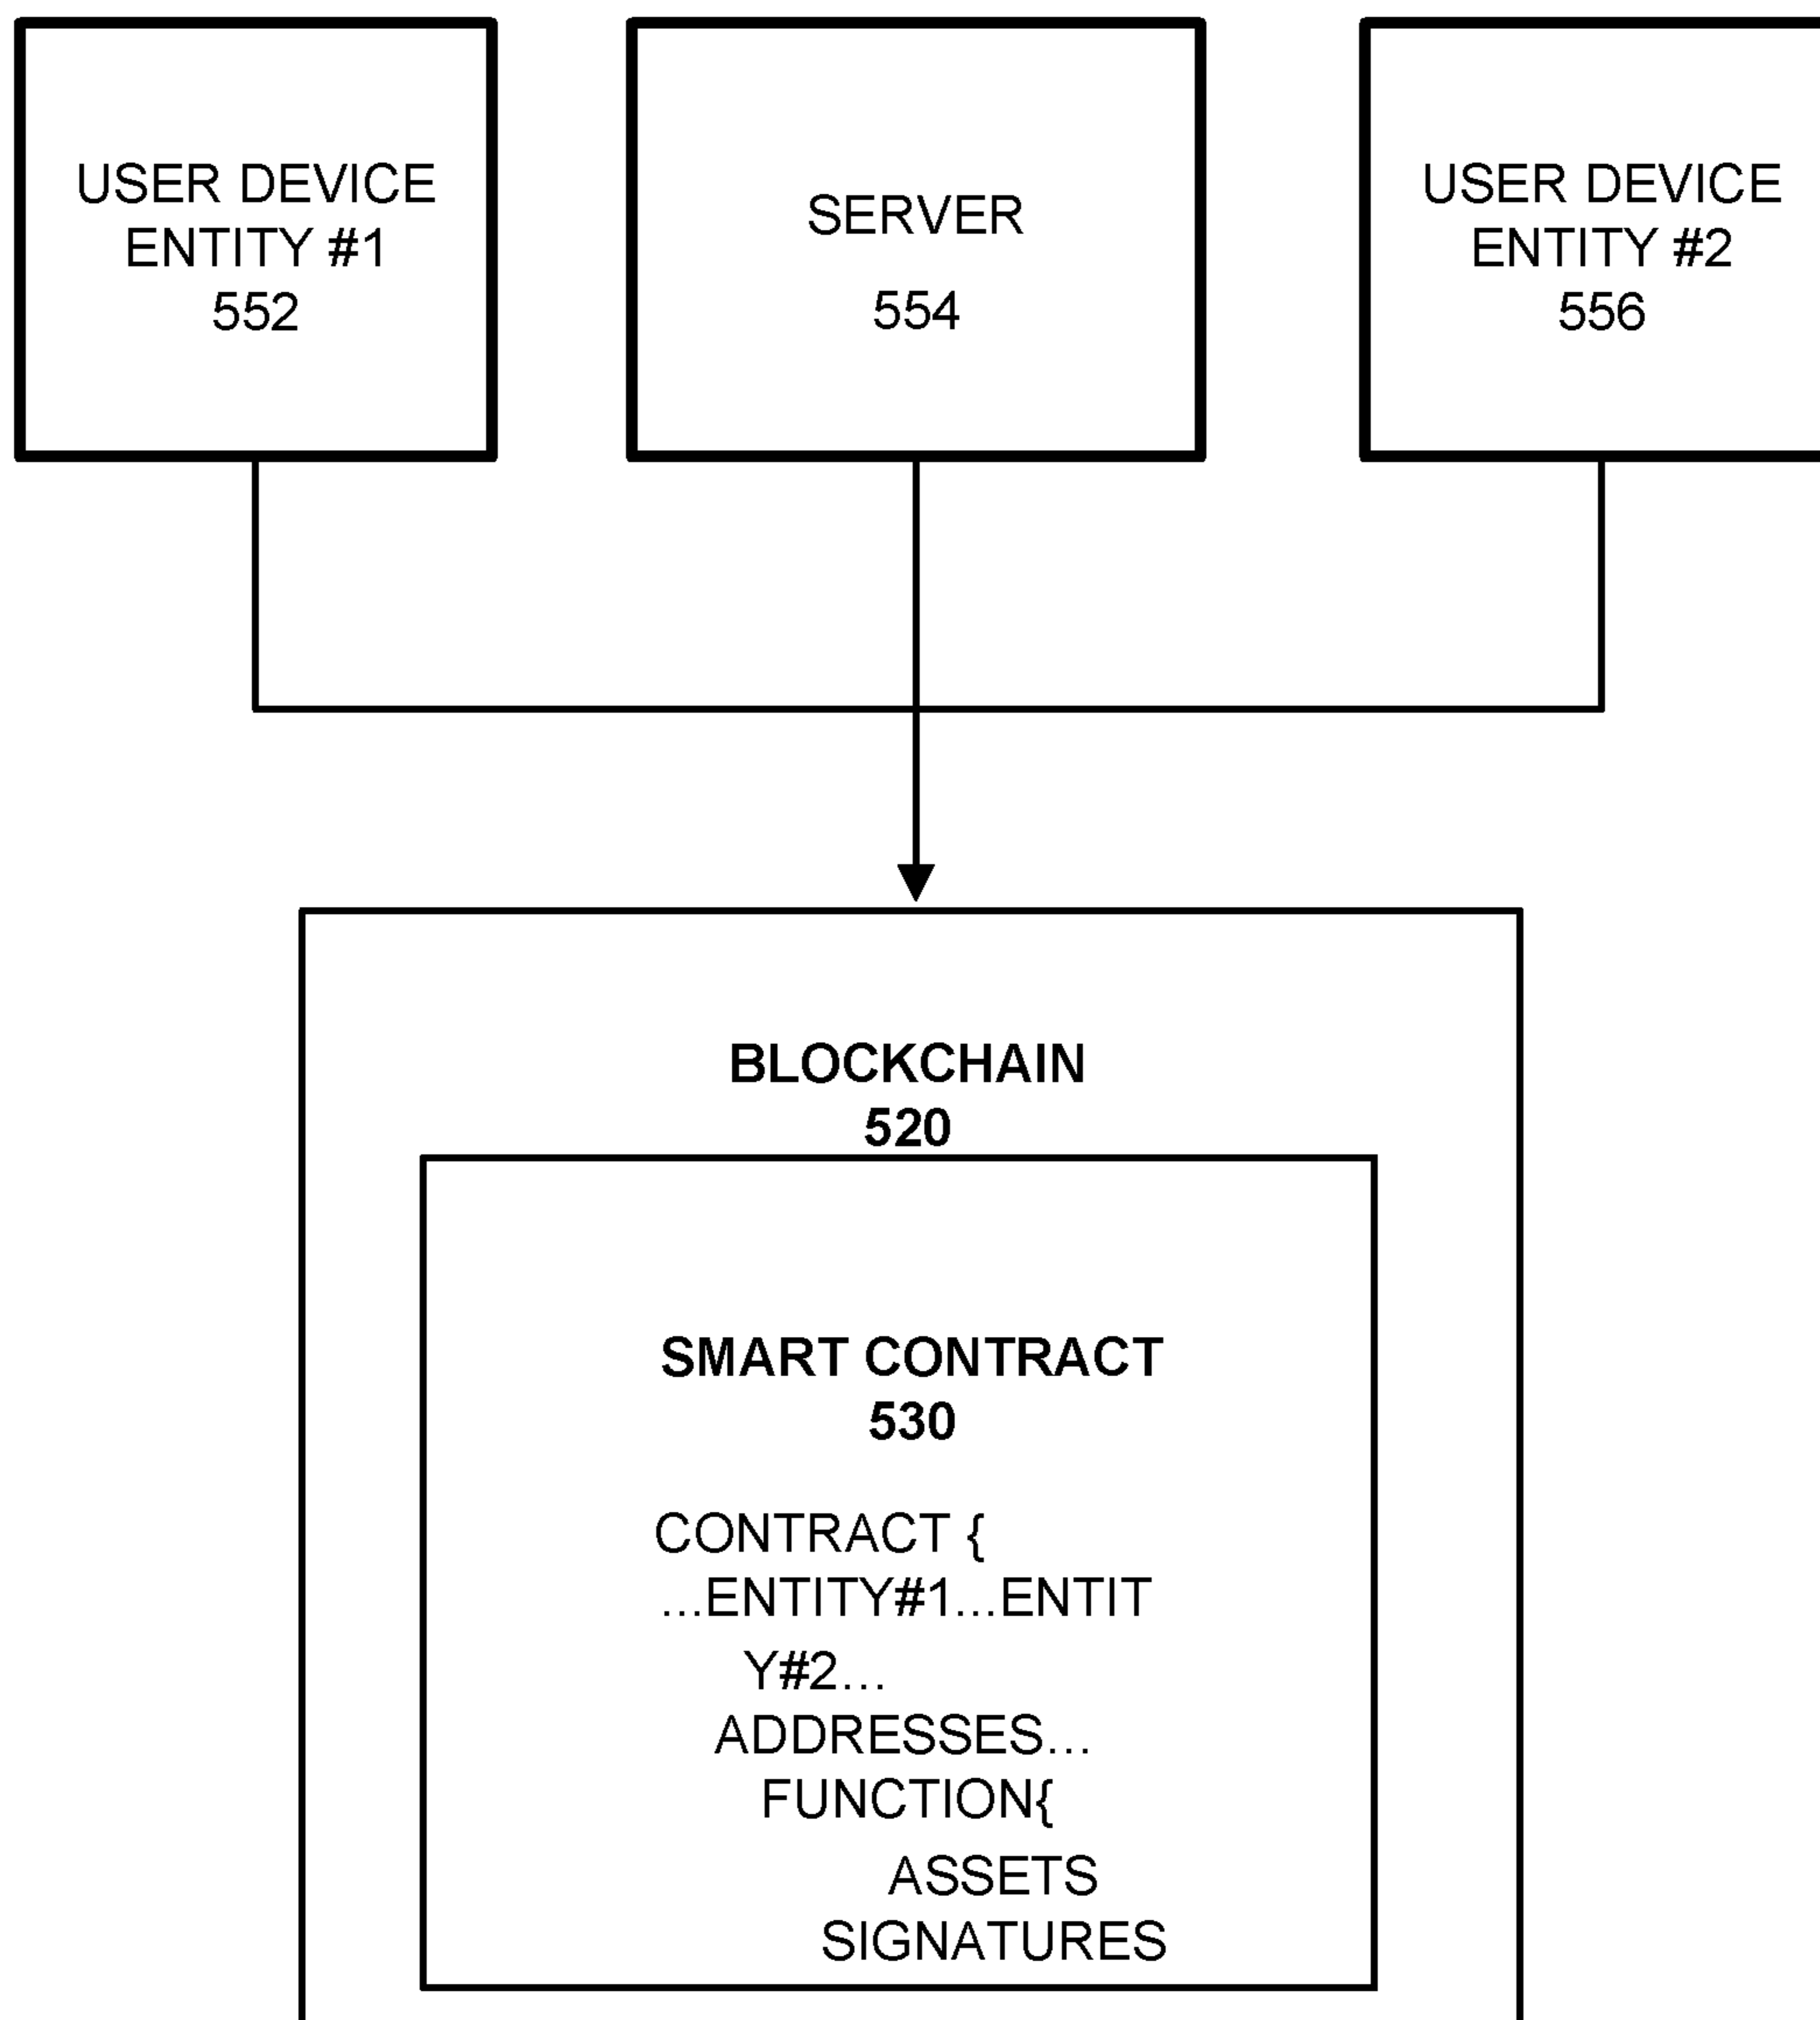 USER DEVICE
ENTITY #1
552
SERVER
554
USER DEVICE
ENTITY #2
556
BLOCKCHAIN
520
SMART CONTRACT
530
CONTRACT {
...ENTITY#1...ENTIT
Y#2...
ADDRESSES...
FUNCTION{
ASSETS
SIGNATURES